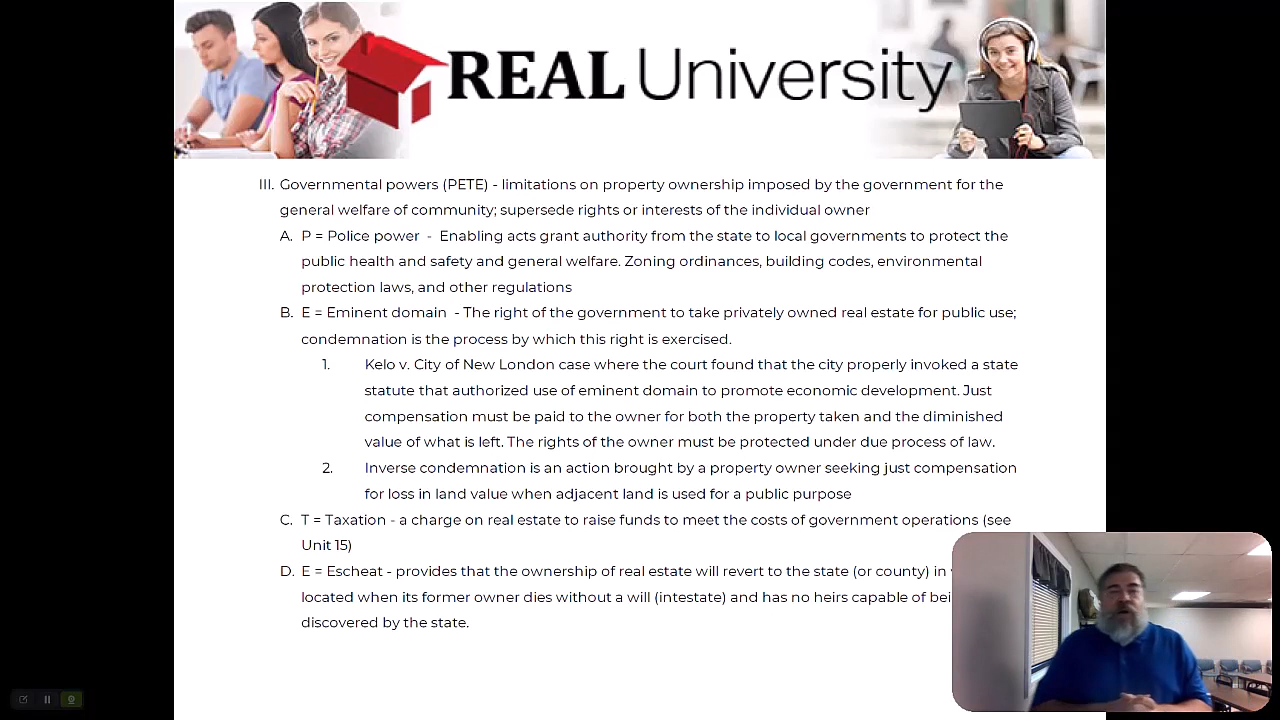 REAL University
III. Governmental powers (PETE) - limitations on property ownership imposed by the government for the
general welfare of community; supersede rights or interests of the individual owner
A. P = Police power - Enabling acts grant authority from the state to local governments to protect the
public health and safety and general welfare. Zoning ordinances, building codes, environmental
protection laws, and other regulations
B. E = Eminent domain - The right of the government to take privately owned real estate for public use;
condemnation is the process by which this right is exercised.
1. Kelo v. City of New London case where the court found that the city properly invoked a state
statute that authorized use of eminent domain to promote economic development. Just
compensation must be paid to the owner for both the property taken and the diminished
value of what is left. The rights of the owner must be protected under due process of law.
2. Inverse condemnation is an action brought by a property owner seeking just compensation
for loss in land value when adjacent land is used for a public purpose
C. T = Taxation - a charge on real estate to raise funds to meet the costs of government operations (see
Unit 15)
D. E = Escheat - provides that the ownership of real estate will revert to the state (or county) in
located when its former owner dies without a will (intestate) and has no heirs capable of
discovered by the state.